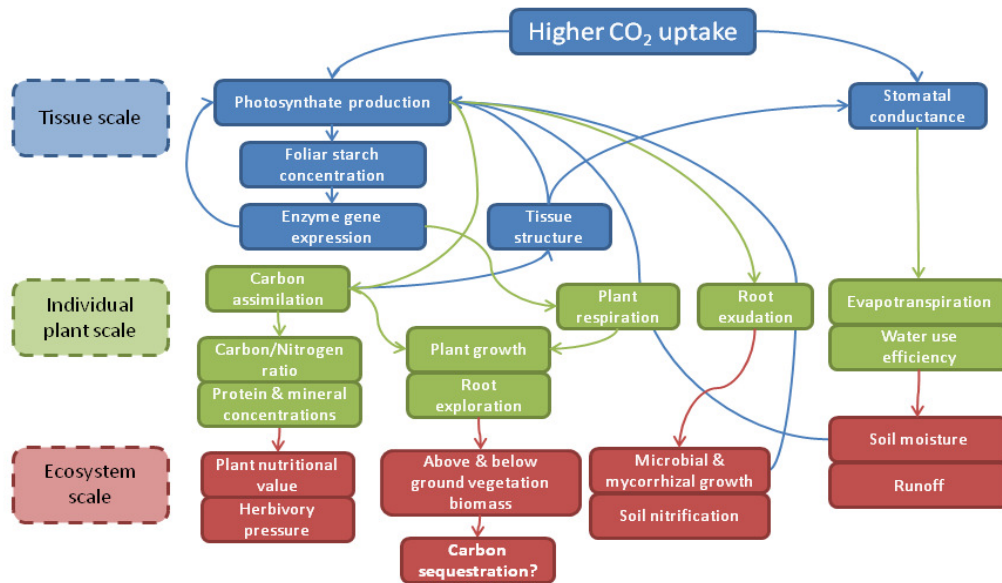 Higher CO₂ uptake
Tissue scale
Photosynthate production
Stomatal
conductance
Foliar starch
concentration
Enzyme gene
expression
Tissue
structure
Individual
plant scale
Carbon
assimilation
Plant
respiration
Root
exudation
Evapotranspiration
Water use
efficiency
Carbon/Nitrogen
ratio
Protein & mineral
concentrations
Plant growth
Root
exploration
Ecosystem
scale
Plant nutritional
value
Herbivory
pressure
Above & below
ground vegetation
biomass
Microbial &
mycorrhizal growth
Soil nitrification
Soil moisture
Runoff
Carbon
sequestration?